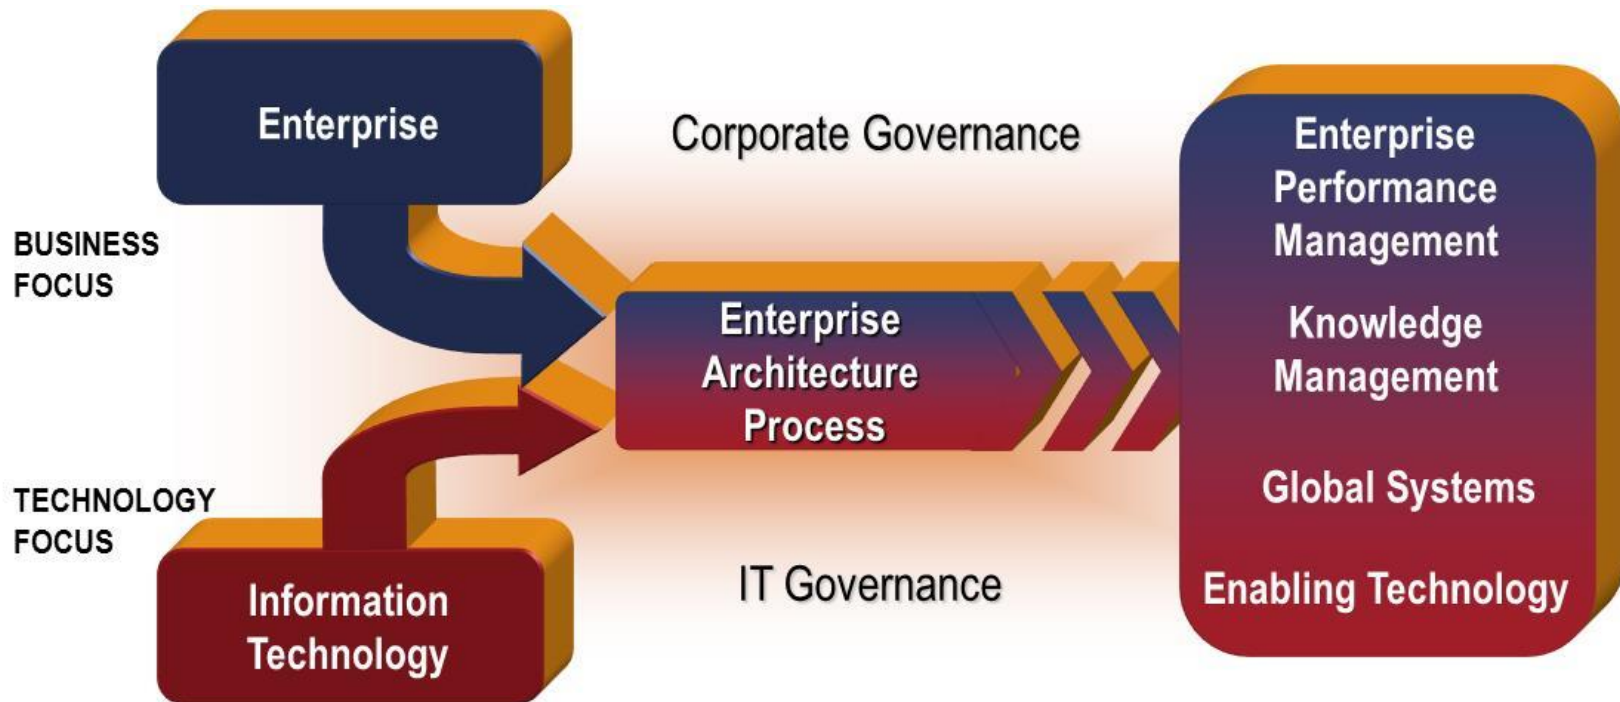 Enterprise
BUSINESS
FOCUS
Corporate Governance
Enterprise
Architecture
Process
TECHNOLOGY
FOCUS
Information
Technology
IT Governance
Enterprise
Performance
Management
Knowledge
Management
Global Systems
Enabling Technology